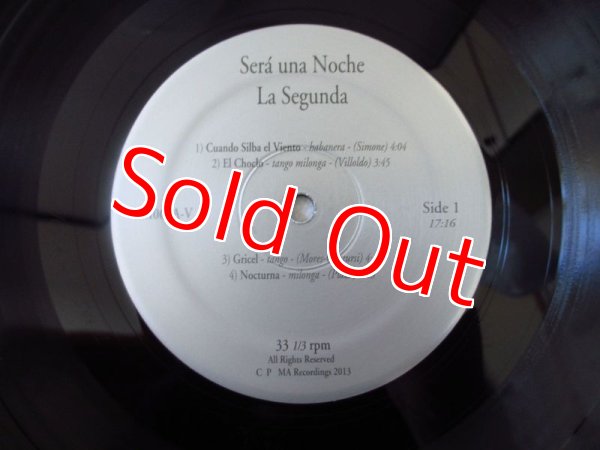 Será una Noche
La Segunda
1) Cuando Silba el Viento - habanera - (Simone) 4:04
2) El Choclo - tango milonga - (Villoldo) 3:45
Sold Out
Side 1
17:16
3) Gricel - tango - (Mores
4) Nocturna - milonga -
33 1/3 rpm
All Rights Reserved
C P MA Recordings 2013